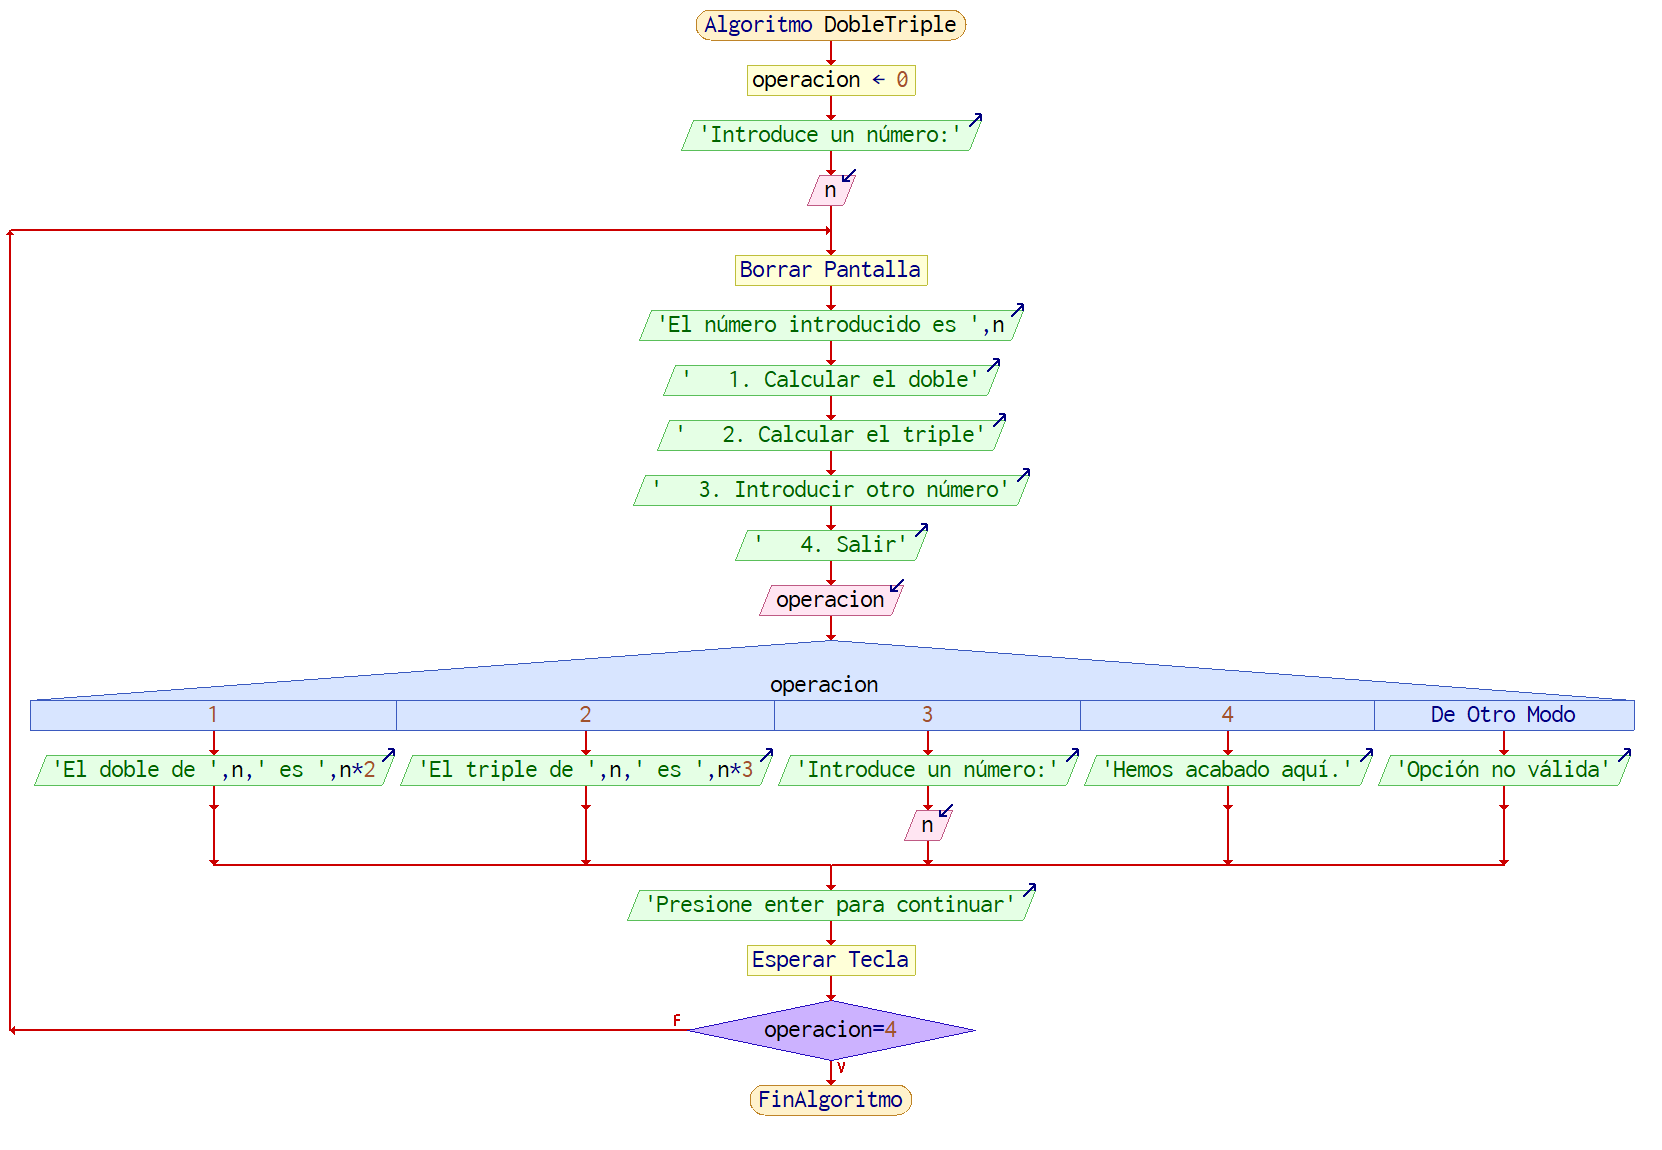 Algoritmo DobleTriple
operacion ← 0
'Introduce un número:'
n
Borrar Pantalla
'El número introducido es ',n
'   1. Calcular el doble'
'   2. Calcular el triple'
'   3. Introducir otro número'
'   4. Salir'
operacion
operacion
1 2 3 4 De Otro Modo
'El doble de ',n,' es ',n*2 'El triple de ',n,' es ',n*3 'Introduce un número:' 'Hemos acabado aquí.' 'Opción no válida'
n
'Presione enter para continuar'
Esperar Tecla
F
operacion=4
V
FinAlgoritmo